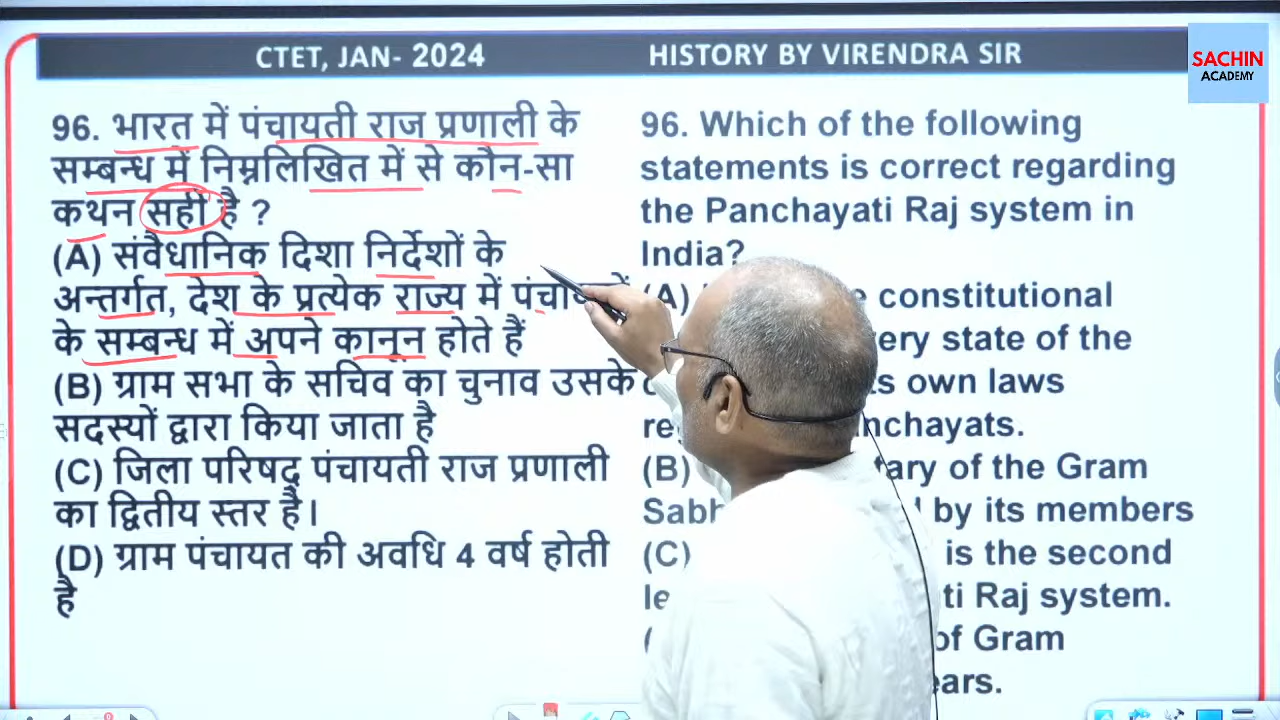 CTET, JAN- 2024
HISTORY BY VIRENDRA SIR
SACHIN
ACADEMY
96. भारत में पंचायती राज प्रणाली के
सम्बन्ध में निम्नलिखित में से कौन-सा
कथन सही है ?
(A) संवैधानिक दिशा निर्देशों के
अन्तर्गत, देश के प्रत्येक राज्य में
के सम्बन्ध में अपने कानून होते हैं
(B) ग्राम सभा के सचिव का चुनाव उसके
सदस्यों द्वारा किया जाता है
(C) जिला परिषद् पंचायती राज प्रणाली
का द्वितीय स्तर है।
(D) ग्राम पंचायत की अवधि 4 वर्ष होती
है
96. Which of the following
statements is correct regarding
the Panchayati Raj system in
India?
(A) constitutional
state of the
own laws
(B) of the Gram
by its members
(C) is the second
Raj system.
of Gram